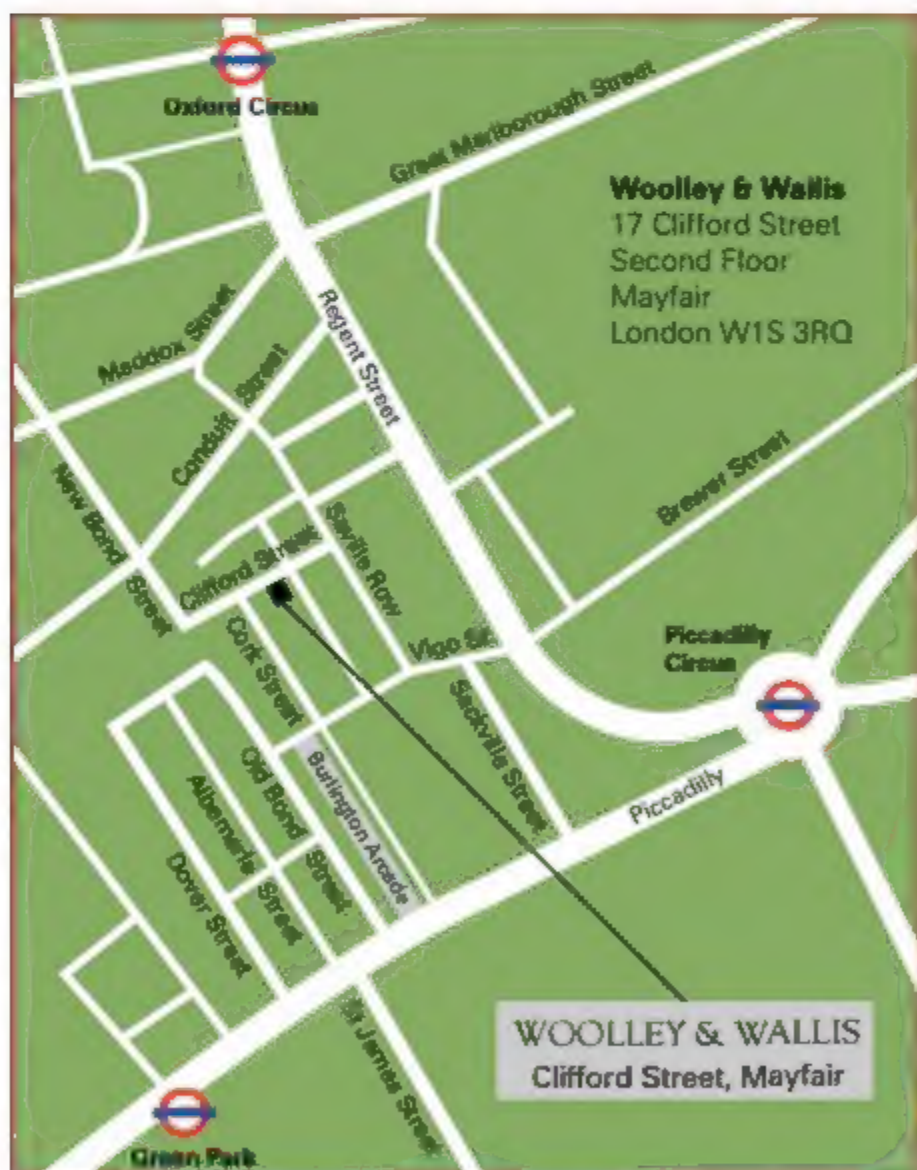 Oxford Circus
Great Marlborough Street
Woolley & Wallis
17 Clifford Street
Second Floor
Mayfair
London W1S 3RQ
Maddox Street
Regent Street
Conduit Street
New Bond Street
Brewer Street
Clifford Street
Saville Row
Cork Street
Vigo St
Piccadilly
Circus
Sackville Street
Old Bond Street
Burlington Arcade
Albemarle Street
Dover Street
Piccadilly
St James Street
WOOLLEY & WALLIS
Clifford Street, Mayfair
Green Park